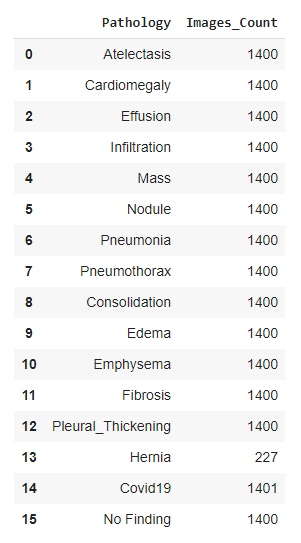 Pathology Images_Count
0 Atelectasis 1400
1 Cardiomegaly 1400
2 Effusion 1400
3 Infiltration 1400
4 Mass 1400
5 Nodule 1400
6 Pneumonia 1400
7 Pneumothorax 1400
8 Consolidation 1400
9 Edema 1400
10 Emphysema 1400
11 Fibrosis 1400
12 Pleural_Thickening 1400
13 Hernia 227
14 Covid19 1401
15 No Finding 1400